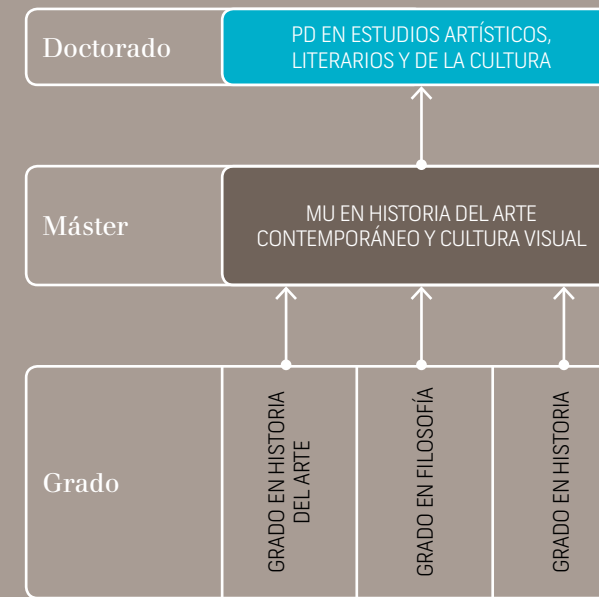 Doctorado
PD EN ESTUDIOS ARTÍSTICOS,
LITERARIOS Y DE LA CULTURA
Máster
MU EN HISTORIA DEL ARTE
CONTEMPORÁNEO Y CULTURA VISUAL
Grado
GRADO EN HISTORIA
DEL ARTE
GRADO EN FILOSOFÍA
GRADO EN HISTORIA